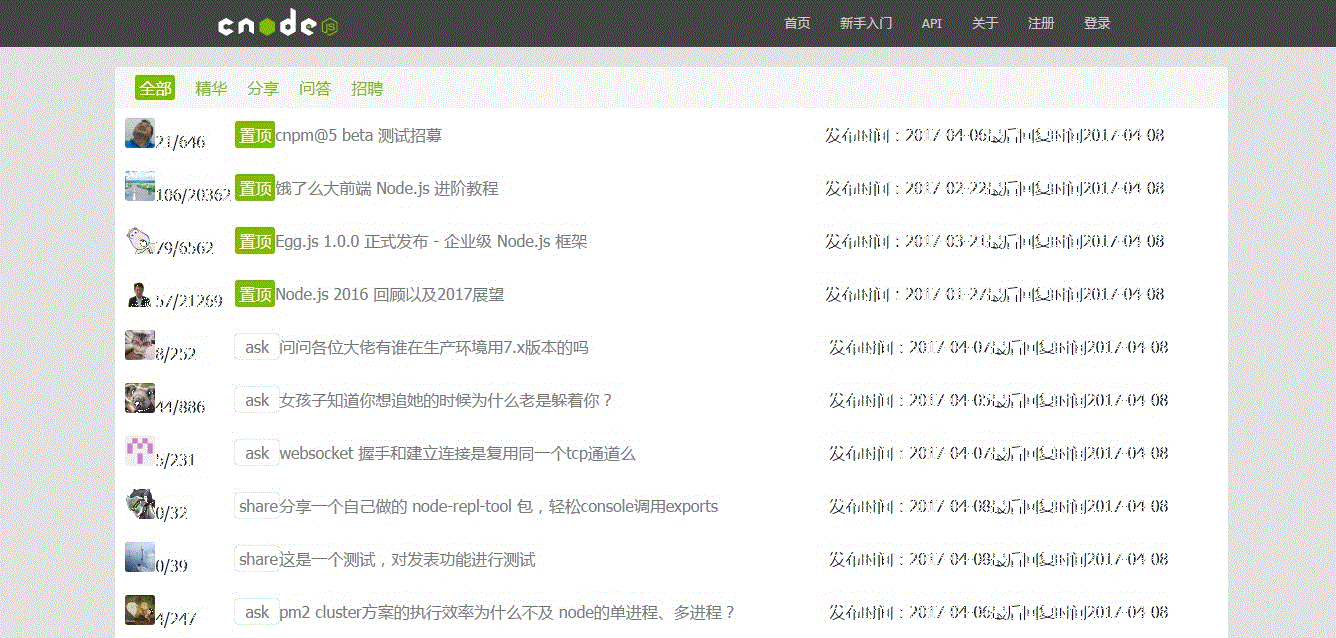 cnode JS 首页 新手入门 API 关于 注册 登录
全部 精华 分享 问答 招聘
21/646 置顶cnpm@5 beta 测试招募 发布时间：2017-04-06最后回复时间2017-04-08
106/20362 置顶饿了么大前端 Node.js 进阶教程 发布时间：2017-02-22最后回复时间2017-04-08
79/6562 置顶Egg.js 1.0.0 正式发布 - 企业级 Node.js 框架 发布时间：2017-03-21最后回复时间2017-04-08
57/21269 置顶Node.js 2016 回顾以及2017展望 发布时间：2017-01-27最后回复时间2017-04-08
8/252 ask 问问各位大佬有谁在生产环境用7.x版本的吗 发布时间：2017-04-07最后回复时间2017-04-08
44/886 ask 女孩子知道你想追她的时候为什么老是躲着你？ 发布时间：2017-04-05最后回复时间2017-04-08
5/231 ask websocket 握手和建立连接是复用同一个tcp通道么 发布时间：2017-04-07最后回复时间2017-04-08
0/32 share分享一个自己做的 node-repl-tool 包，轻松console调用exports 发布时间：2017-04-08最后回复时间2017-04-08
0/39 share这是一个测试，对发表功能进行测试 发布时间：2017-04-08最后回复时间2017-04-08
4/247 ask pm2 cluster方案的执行效率为什么不及 node的单进程、多进程？ 发布时间：2017-04-06最后回复时间2017-04-08